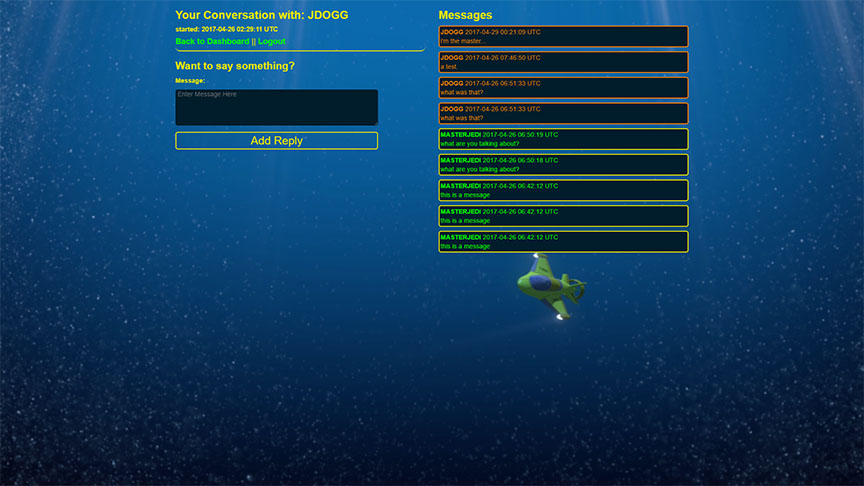 Your Conversation with: JDOGG
started: 2017-04-26 02:29:11 UTC
Back to Dashboard || Logout
Want to say something?
Message:
Enter Message Here
Add Reply
Messages
JDOGG 2017-04-29 00:21:09 UTC
I'm the master...
JDOGG 2017-04-26 07:46:50 UTC
a test.
JDOGG 2017-04-26 06:51:33 UTC
what was that?
JDOGG 2017-04-26 06:51:33 UTC
what was that?
MASTERJEDI 2017-04-26 06:50:19 UTC
what are you talking about?
MASTERJEDI 2017-04-26 06:50:18 UTC
what are you talking about?
MASTERJEDI 2017-04-26 06:42:12 UTC
this is a message
MASTERJEDI 2017-04-26 06:42:12 UTC
this is a message
MASTERJEDI 2017-04-26 06:42:12 UTC
this is a message